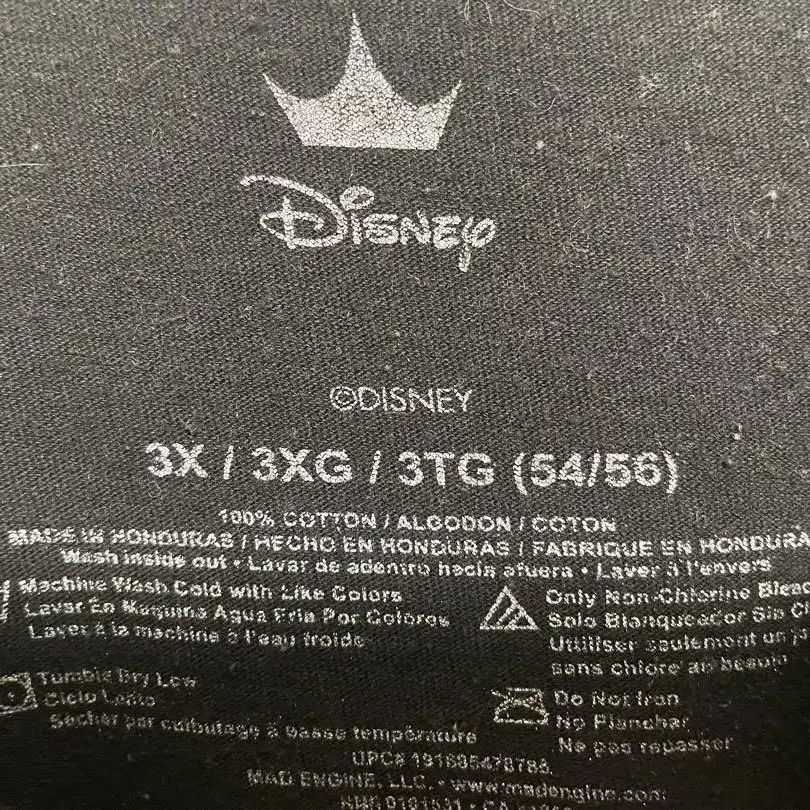 Disney
©DISNEY
3X / 3XG / 3TG (54/56)
100% COTTON / ALGODON / COTON
MADE IN HONDURAS / HECHO EN HONDURAS / FABRIQUE EN HONDURA
Wash inside out • Lavar de adentro hacia afuera • Laver à l'envers
Machine Wash Cold with Like Colors
Lavar En Maquina Agua Fria Por Colores
Laver à la machine à l'eau froide
Only Non-Chlorine Blea
Solo Blanqueador Sin C
Utiliser seulement un j
sans chlore au besoin
Tumble Dry Low
Ciclo Lento
Sécher par culbutage à basse température
Do Not Iron
No Planchar
Ne pas repasser
UPC#
MAD ENGINE, LLC. • www.madengine.com